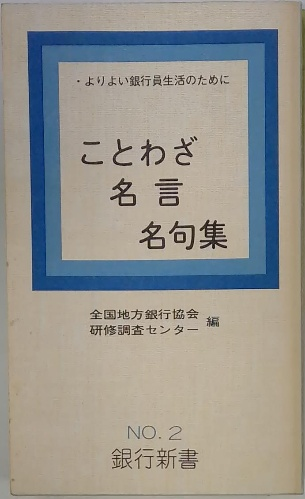 ・よりよい銀行員生活のために
ことわざ
名言
名句集
全国地方銀行協会
研修調査センター 編
NO. 2
銀行新書